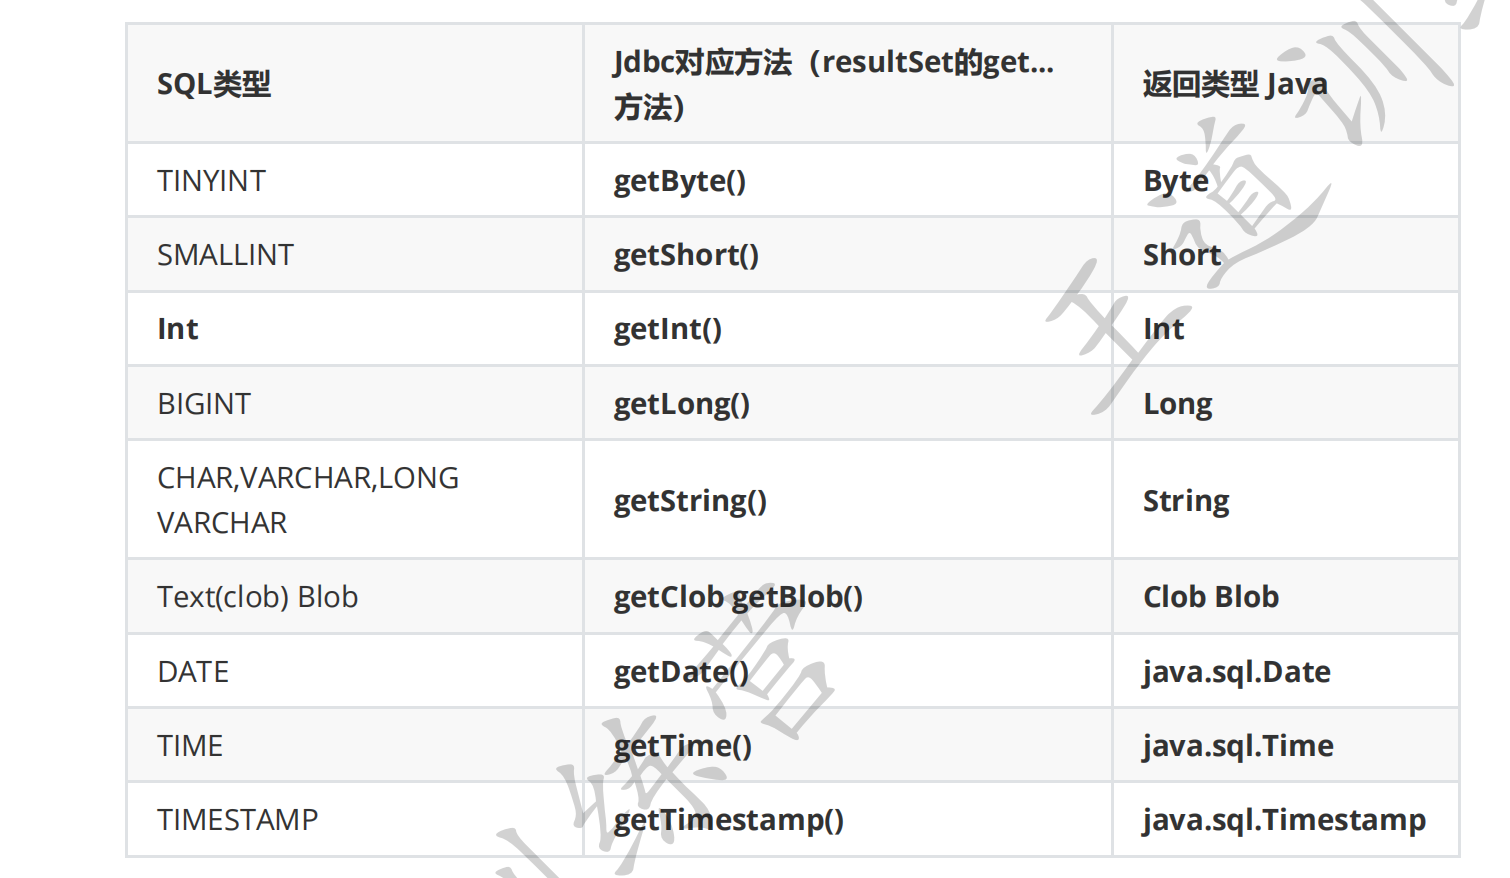 SQL类型
Jdbc对应方法（resultSet的get...
方法）
返回类型 Java
TINYINT
getByte()
Byte
SMALLINT
getShort()
Short
Int
getInt()
Int
BIGINT
getLong()
Long
CHAR,VARCHAR,LONG
VARCHAR
getString()
String
Text(clob) Blob
getClob getBlob()
Clob Blob
DATE
getDate()
java.sql.Date
TIME
getTime()
java.sql.Time
TIMESTAMP
getTimestamp()
java.sql.Timestamp
王道训
练营